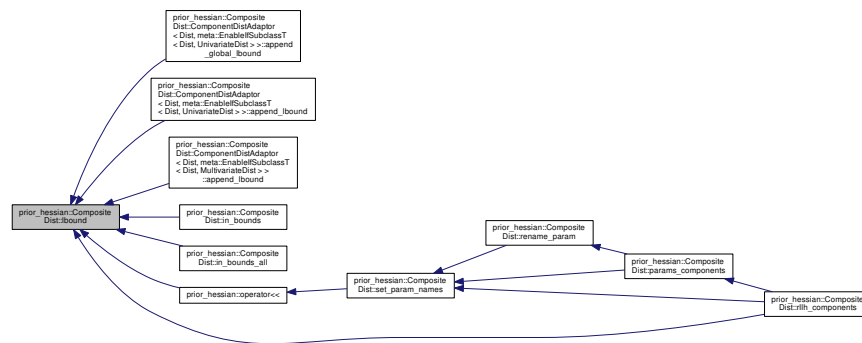 prior_hessian::Composite
Dist::ComponentDistAdaptor
< Dist, meta::EnableIfSubclassT
< Dist, UnivariateDist > >::append
_global_lbound
prior_hessian::Composite
Dist::ComponentDistAdaptor
< Dist, meta::EnableIfSubclassT
< Dist, UnivariateDist > >::append_lbound
prior_hessian::Composite
Dist::ComponentDistAdaptor
< Dist, meta::EnableIfSubclassT
< Dist, MultivariateDist > >
::append_lbound
prior_hessian::Composite
Dist::lbound
prior_hessian::Composite
Dist::in_bounds
prior_hessian::Composite
Dist::in_bounds_all
prior_hessian::operator<<
prior_hessian::Composite
Dist::set_param_names
prior_hessian::Composite
Dist::rename_param
prior_hessian::Composite
Dist::params_components
prior_hessian::Composite
Dist::rllh_components